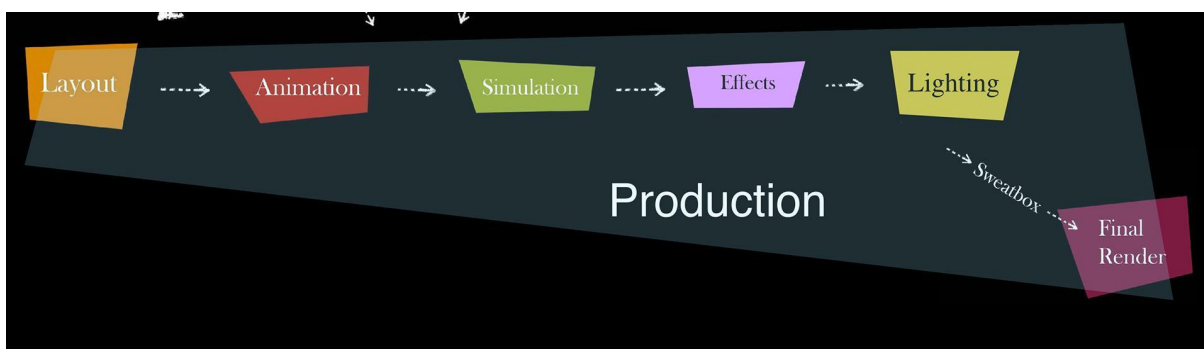 Layout
Animation
Simulation
Effects
Lighting
Sweatbox
Production
Final
Render